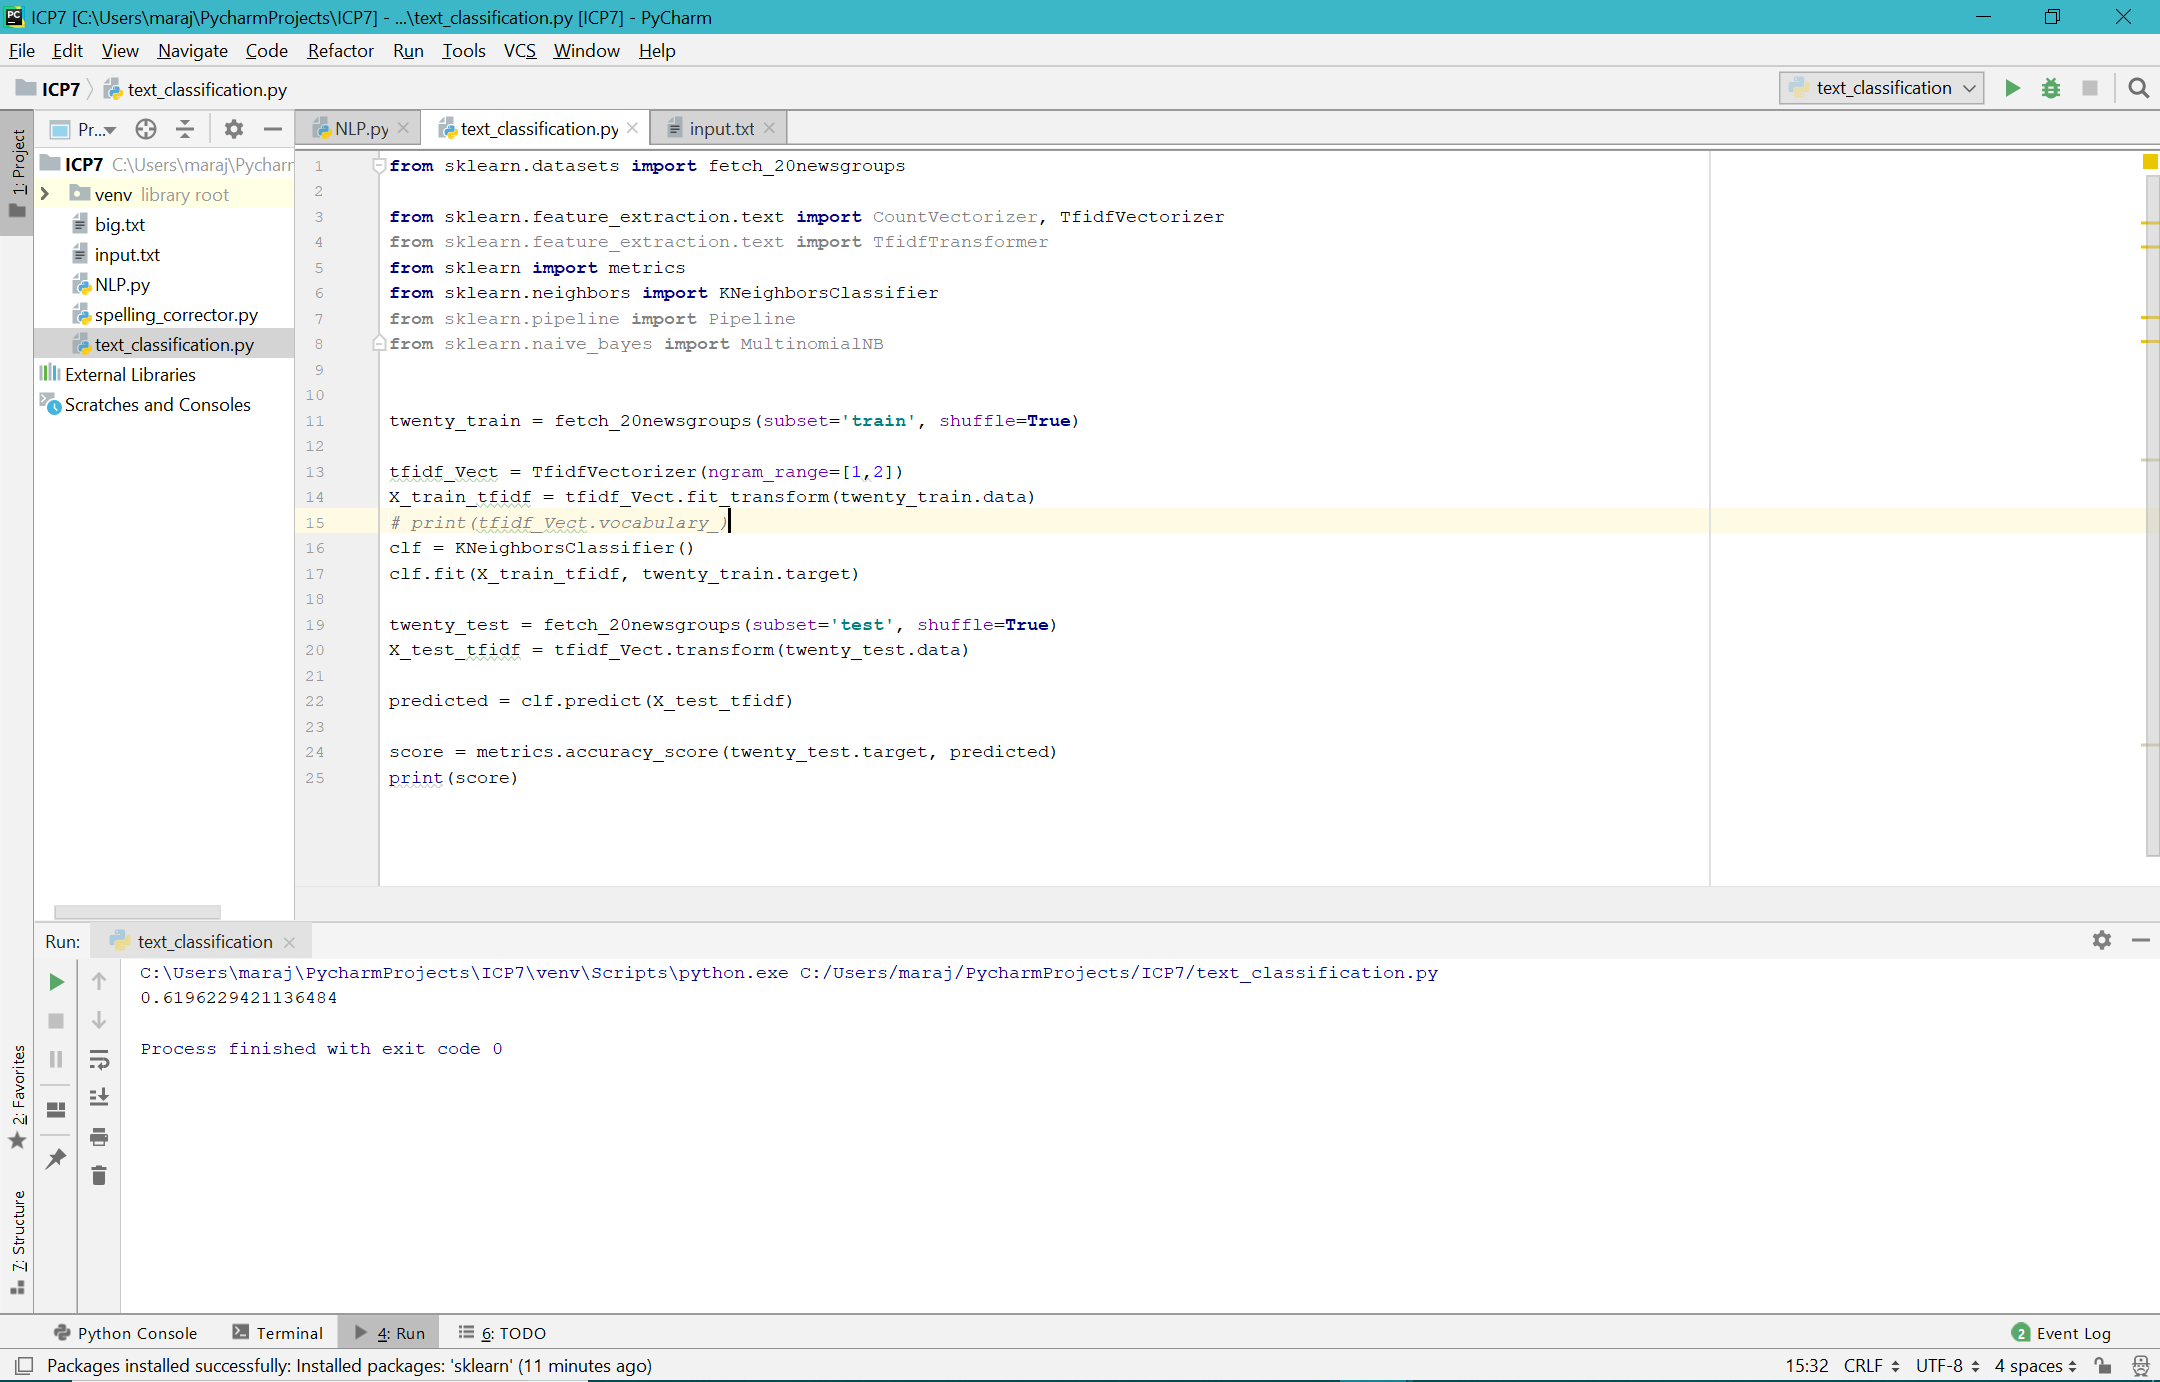 ICP7 [C:\Users\maraj\PycharmProjects\ICP7] - ...\text_classification.py [ICP7] - PyCharm
File Edit View Navigate Code Refactor Run Tools VCS Window Help
ICP7 text_classification.py text_classification
1: Project
Pr...
NLP.py text_classification.py input.txt
ICP7 C:\Users\maraj\Pycharm
venv library root
big.txt
input.txt
NLP.py
spelling_corrector.py
text_classification.py
External Libraries
Scratches and Consoles
1 from sklearn.datasets import fetch_20newsgroups
2
3 from sklearn.feature_extraction.text import CountVectorizer, TfidfVectorizer
4 from sklearn.feature_extraction.text import TfidfTransformer
5 from sklearn import metrics
6 from sklearn.neighbors import KNeighborsClassifier
7 from sklearn.pipeline import Pipeline
8 from sklearn.naive_bayes import MultinomialNB
9
10
11 twenty_train = fetch_20newsgroups(subset='train', shuffle=True)
12
13 tfidf_Vect = TfidfVectorizer(ngram_range=[1,2])
14 X_train_tfidf = tfidf_Vect.fit_transform(twenty_train.data)
15 # print(tfidf_Vect.vocabulary_)
16 clf = KNeighborsClassifier()
17 clf.fit(X_train_tfidf, twenty_train.target)
18
19 twenty_test = fetch_20newsgroups(subset='test', shuffle=True)
20 X_test_tfidf = tfidf_Vect.transform(twenty_test.data)
21
22 predicted = clf.predict(X_test_tfidf)
23
24 score = metrics.accuracy_score(twenty_test.target, predicted)
25 print(score)
Run: text_classification
C:\Users\maraj\PycharmProjects\ICP7\venv\Scripts\python.exe C:/Users/maraj/PycharmProjects/ICP7/text_classification.py
0.6196229421136484
Process finished with exit code 0
2: Favorites
7: Structure
Python Console Terminal 4: Run 6: TODO 2 Event Log
Packages installed successfully: Installed packages: 'sklearn' (11 minutes ago) 15:32 CRLF UTF-8 4 spaces